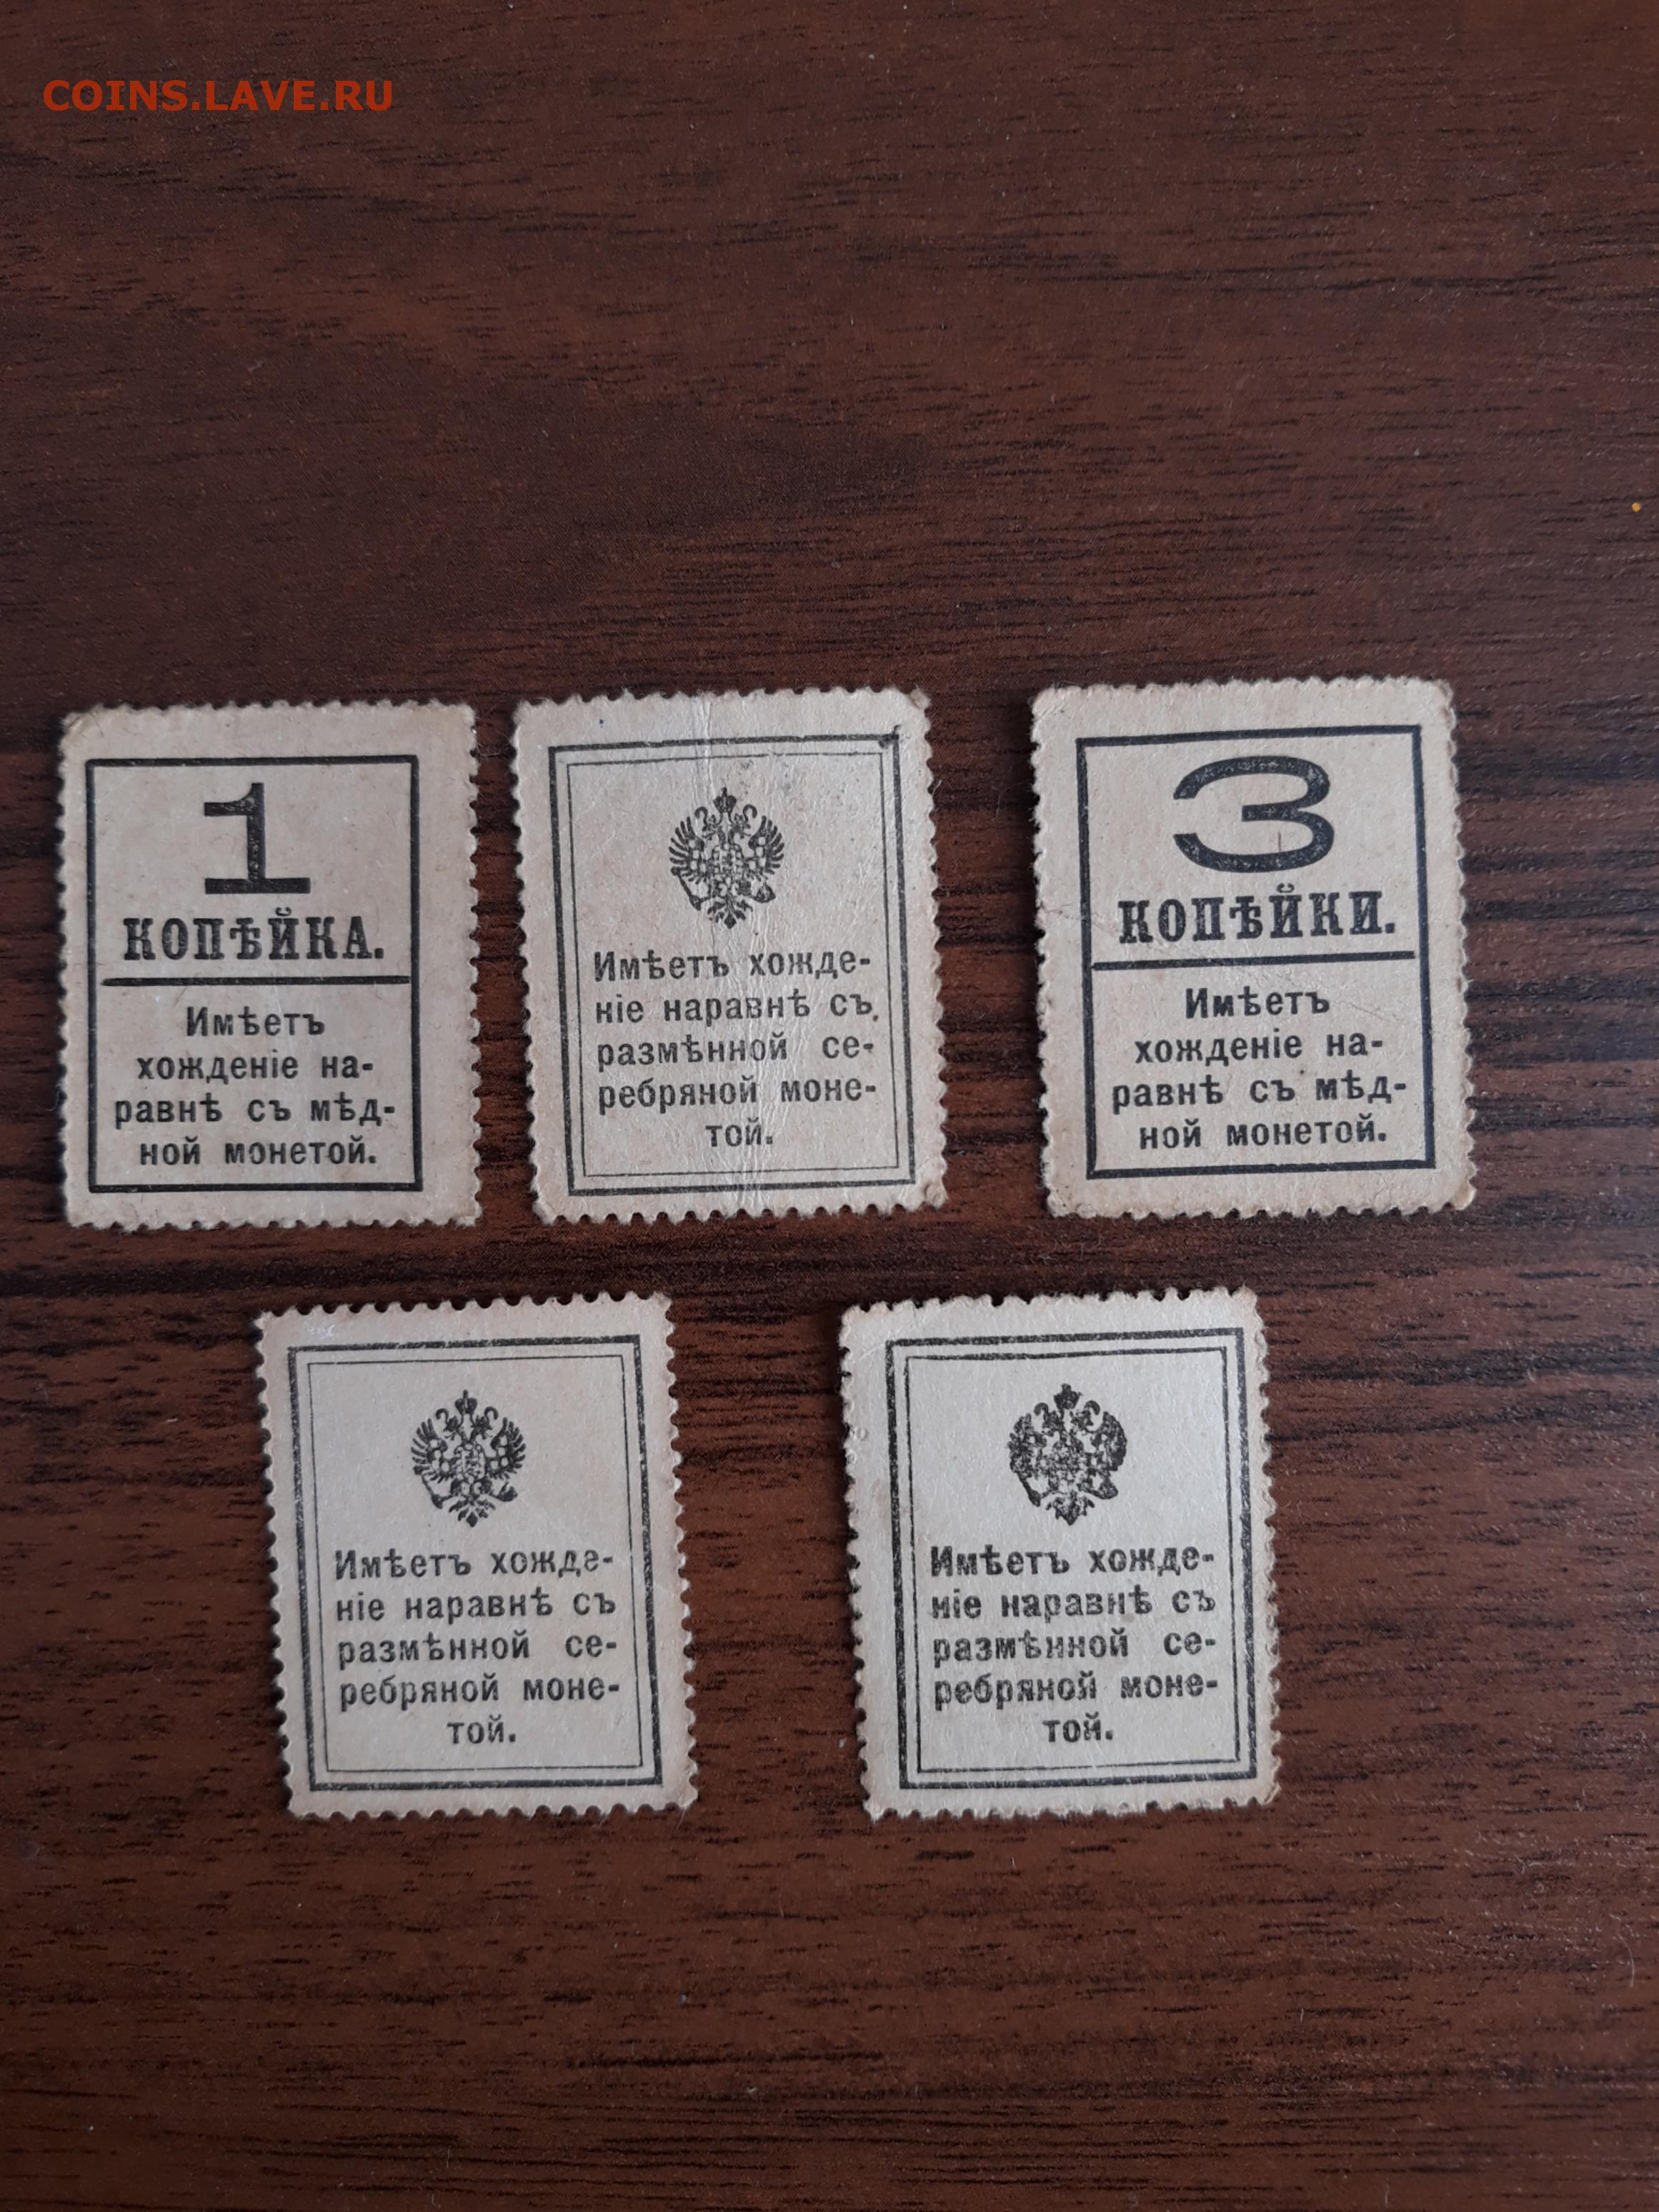 COINS.LAVE.RU
1
КОПѢЙКА.
Имѣетъ
хожденіе на-
равнѣ съ мѣд-
ной монетой.
Имѣетъ хожде-
ніе наравнѣ съ
размѣнной се-
ребряной моне-
той.
3
КОПѢЙКИ.
Имѣетъ
хожденіе на-
равнѣ съ мѣд-
ной монетой.
Имѣетъ хожде-
ніе наравнѣ съ
размѣнной се-
ребряной моне-
той.
Имѣетъ хожде-
ніе наравнѣ съ
размѣнной се-
ребряной моне-
той.